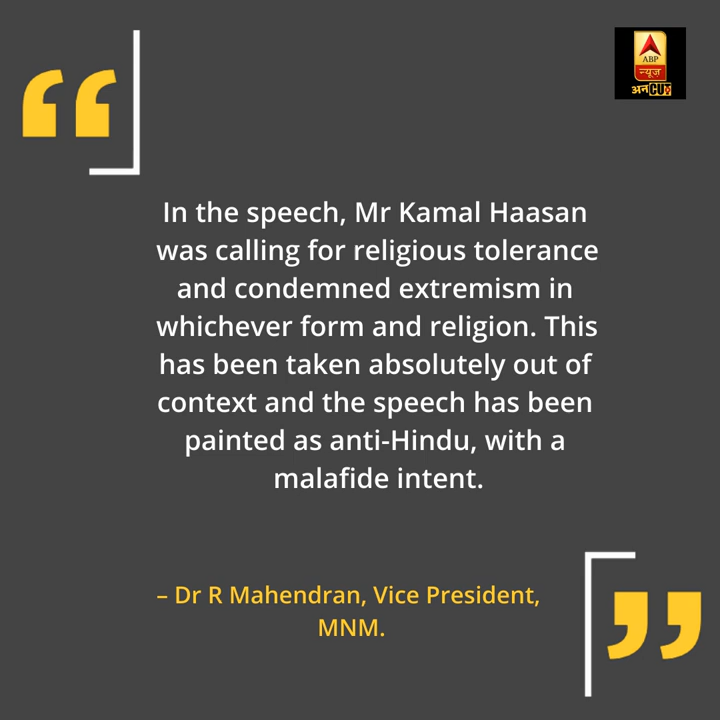 ABP
न्यूज़
अनCUT
In the speech, Mr Kamal Haasan
was calling for religious tolerance
and condemned extremism in
whichever form and religion. This
has been taken absolutely out of
context and the speech has been
painted as anti-Hindu, with a
malafide intent.
– Dr R Mahendran, Vice President,
MNM.